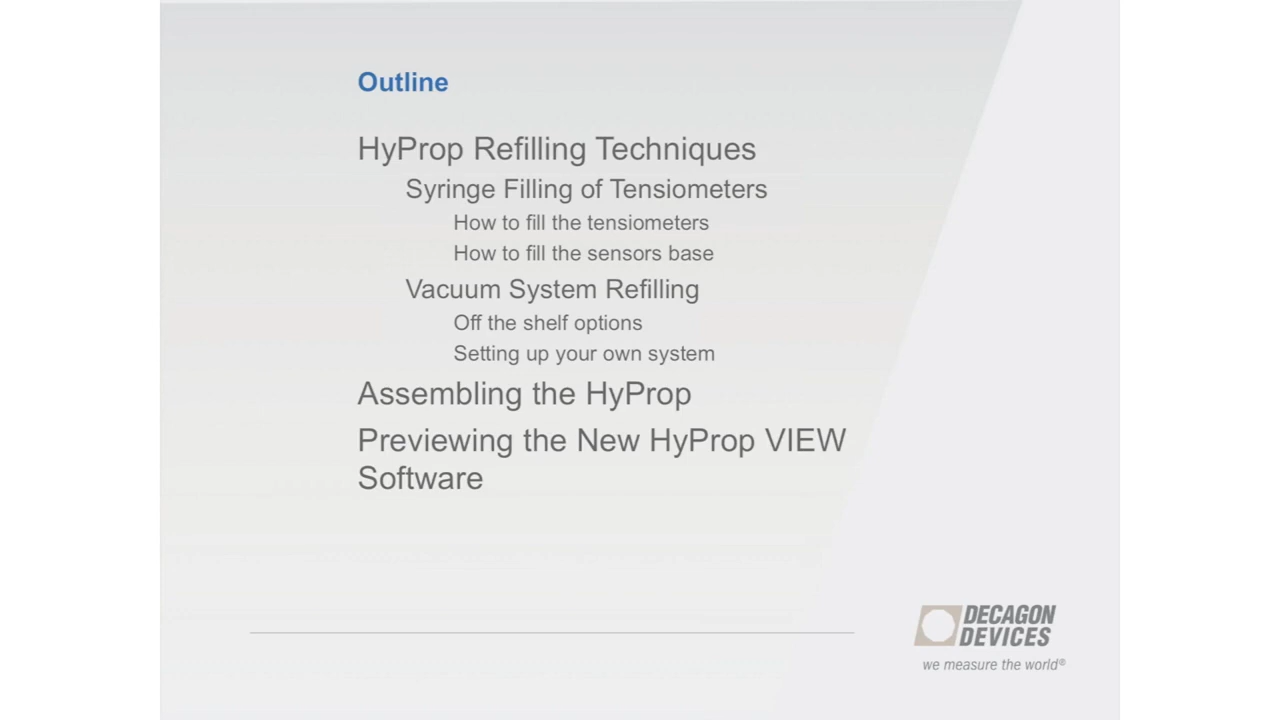 Outline
HyProp Refilling Techniques
Syringe Filling of Tensiometers
How to fill the tensiometers
How to fill the sensors base
Vacuum System Refilling
Off the shelf options
Setting up your own system
Assembling the HyProp
Previewing the New HyProp VIEW
Software
DECAGON
DEVICES
we measure the world®